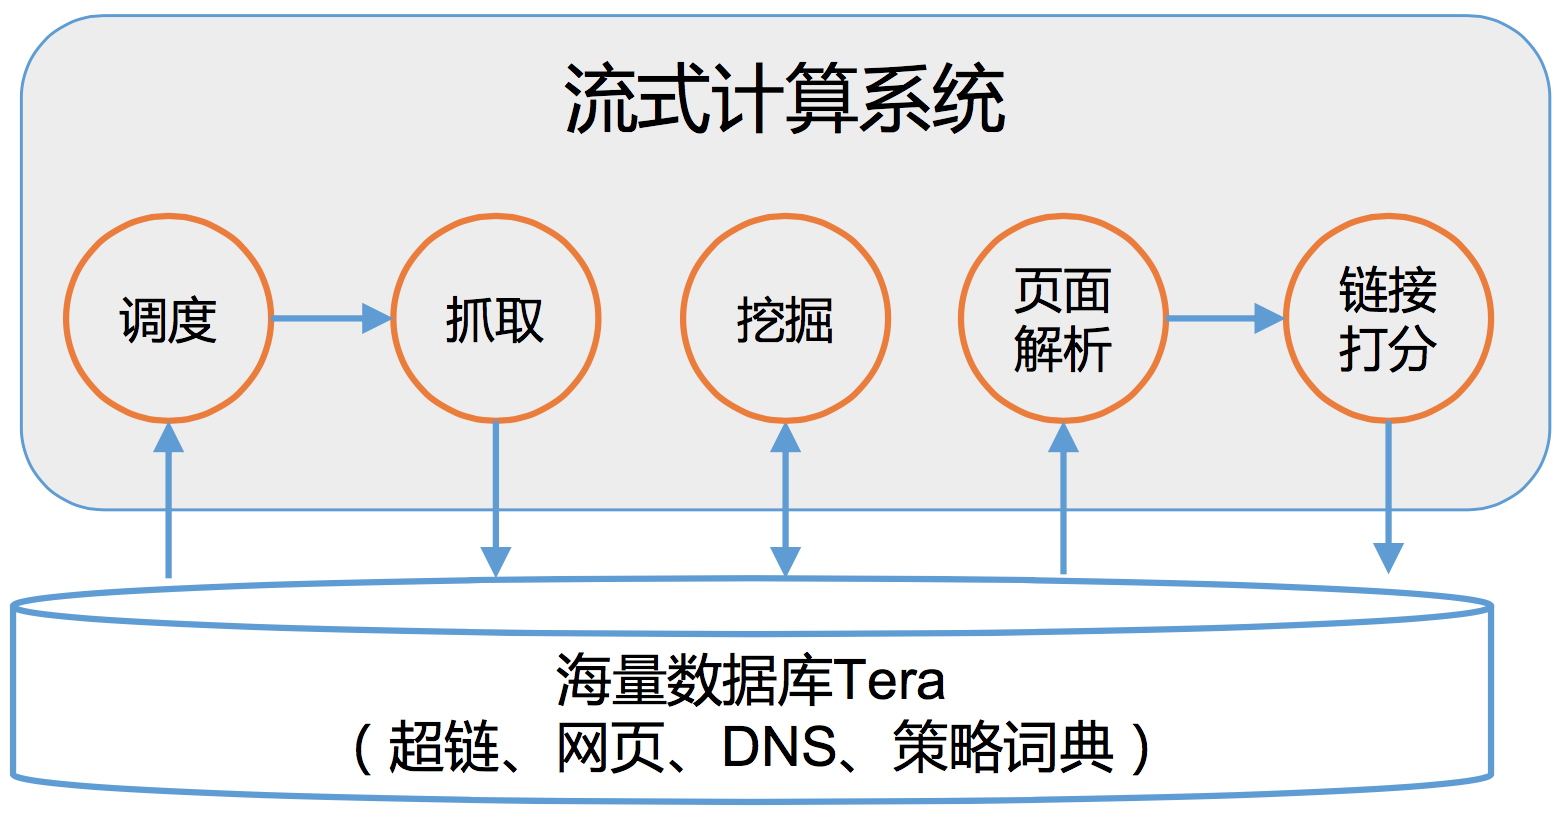 流式计算系统
调度
抓取
挖掘
页面
解析
链接
打分
海量数据库Tera
（超链、网页、DNS、策略词典）